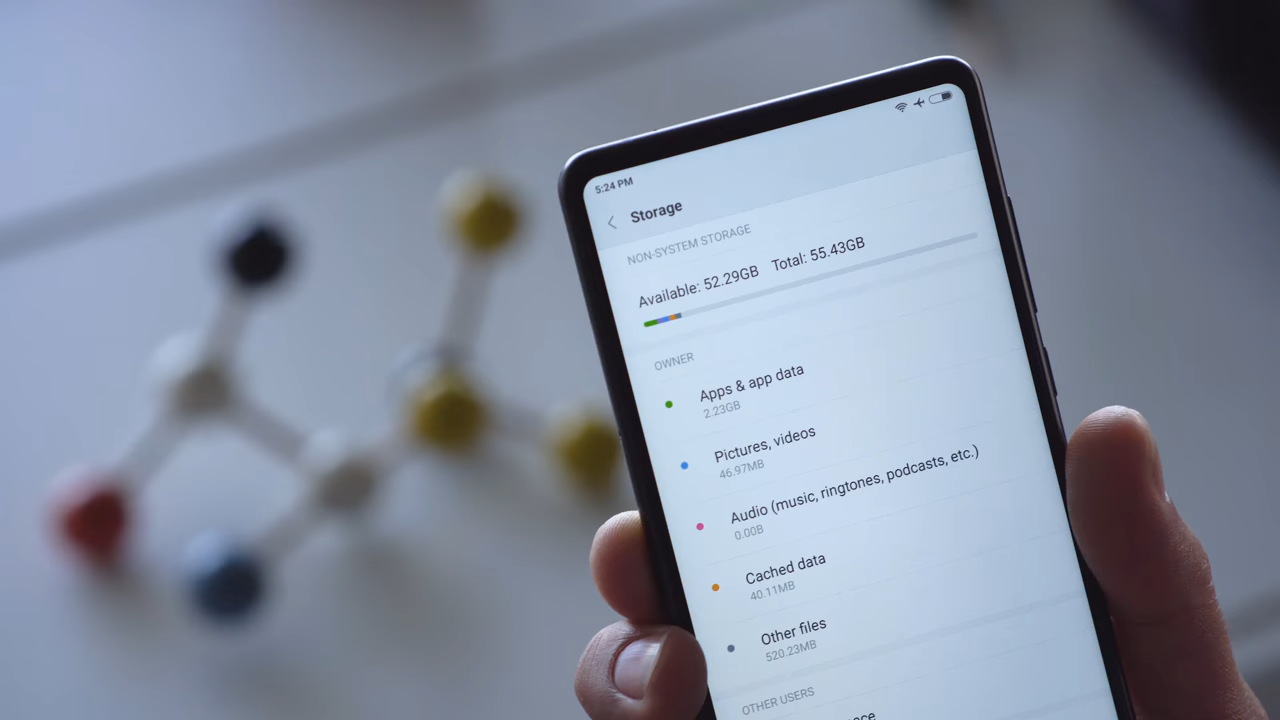 5:24 PM
Storage
NON-SYSTEM STORAGE
Available: 52.29GB Total: 55.43GB
OWNER
Apps & app data
2.23GB
Pictures, videos
46.97MB
Audio (music, ringtones, podcasts, etc.)
0.00B
Cached data
40.11MB
Other files
520.23MB
OTHER USERS